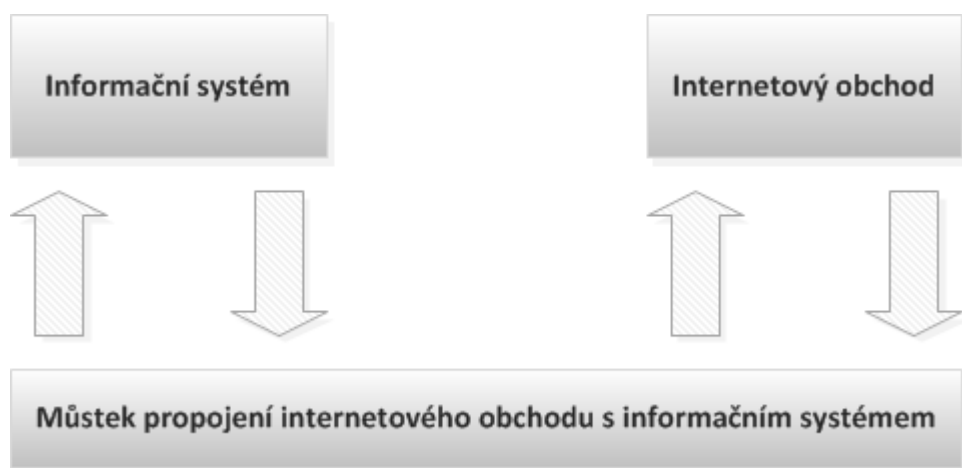 Informační systém
Internetový obchod
Můstek propojení internetového obchodu s informačním systémem